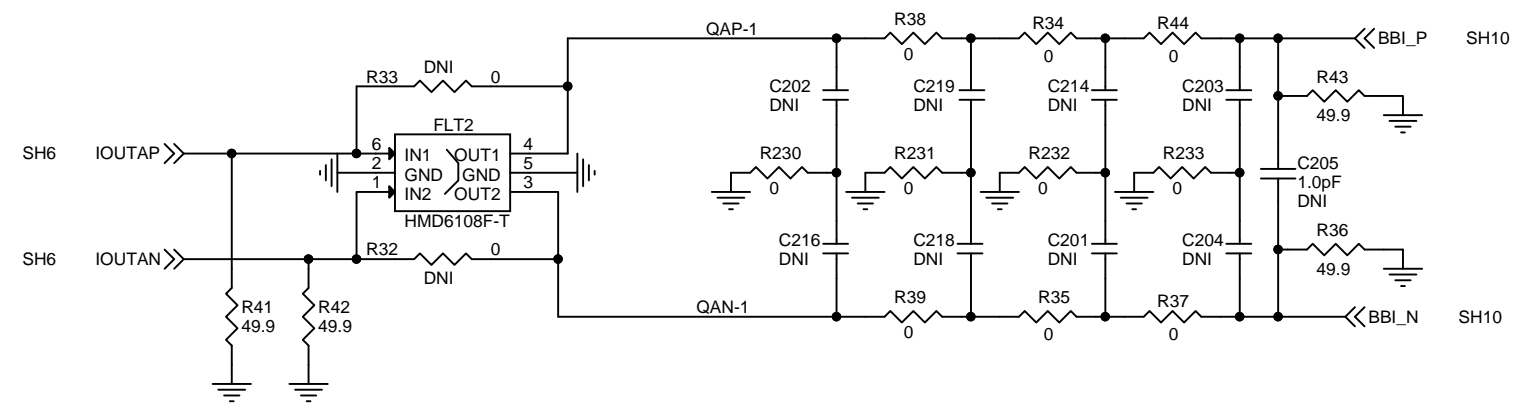 R38
R34
R44
QAP-1
BBI_P SH10
0
0
0
R33 DNI 0
C202
DNI
C219
DNI
C214
DNI
C203
DNI
R43
49.9
FLT2
SH6 IOUTAP
6 IN1 OUT1 4
2 GND GND 5
1 IN2 OUT2 3
HMD6108F-T
R230
0
R231
0
R232
0
R233
0
C205
1.0pF
DNI
SH6 IOUTAN
R32 0
DNI
C216
DNI
C218
DNI
C201
DNI
C204
DNI
R36
49.9
R41
49.9
R42
49.9
QAN-1
R39
0
R35
0
R37
0
BBI_N SH10